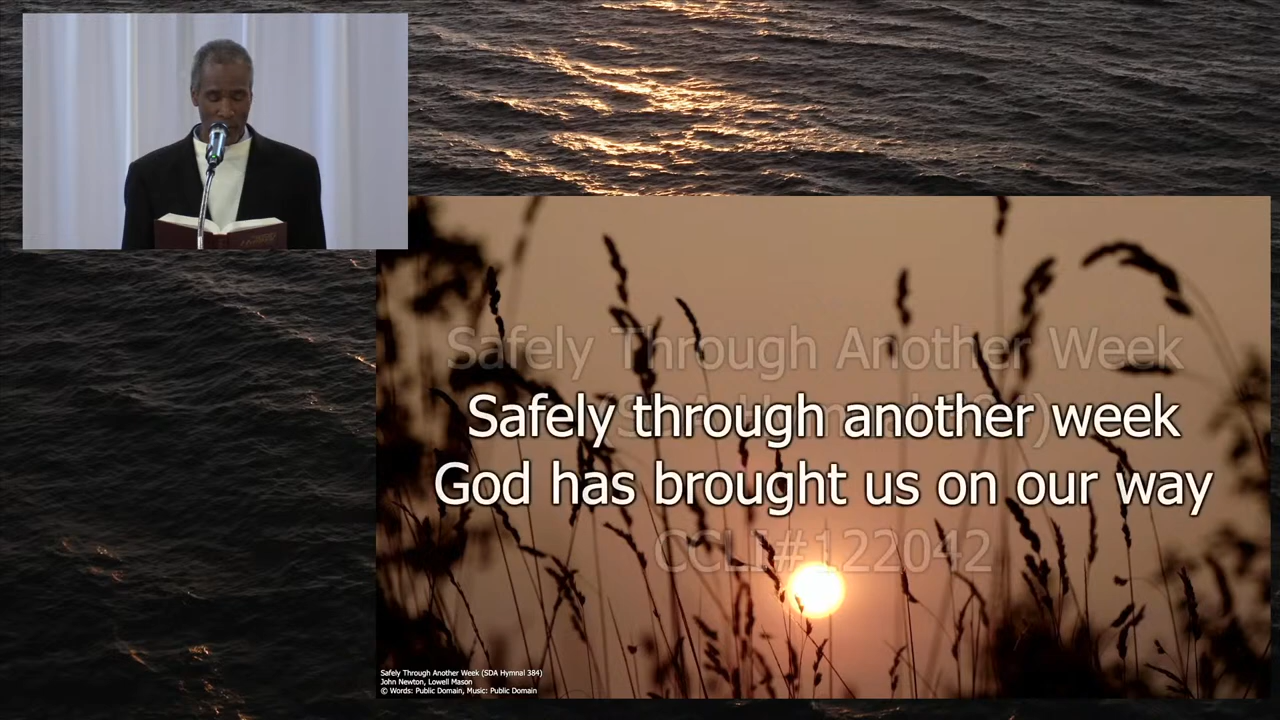 Safely Through Another Week
Safely through another week
God has brought us on our way
CCLI#122042
Safely Through Another Week (SDA Hymnal 384)
John Newton, Lowell Mason
© Words: Public Domain, Music: Public Domain